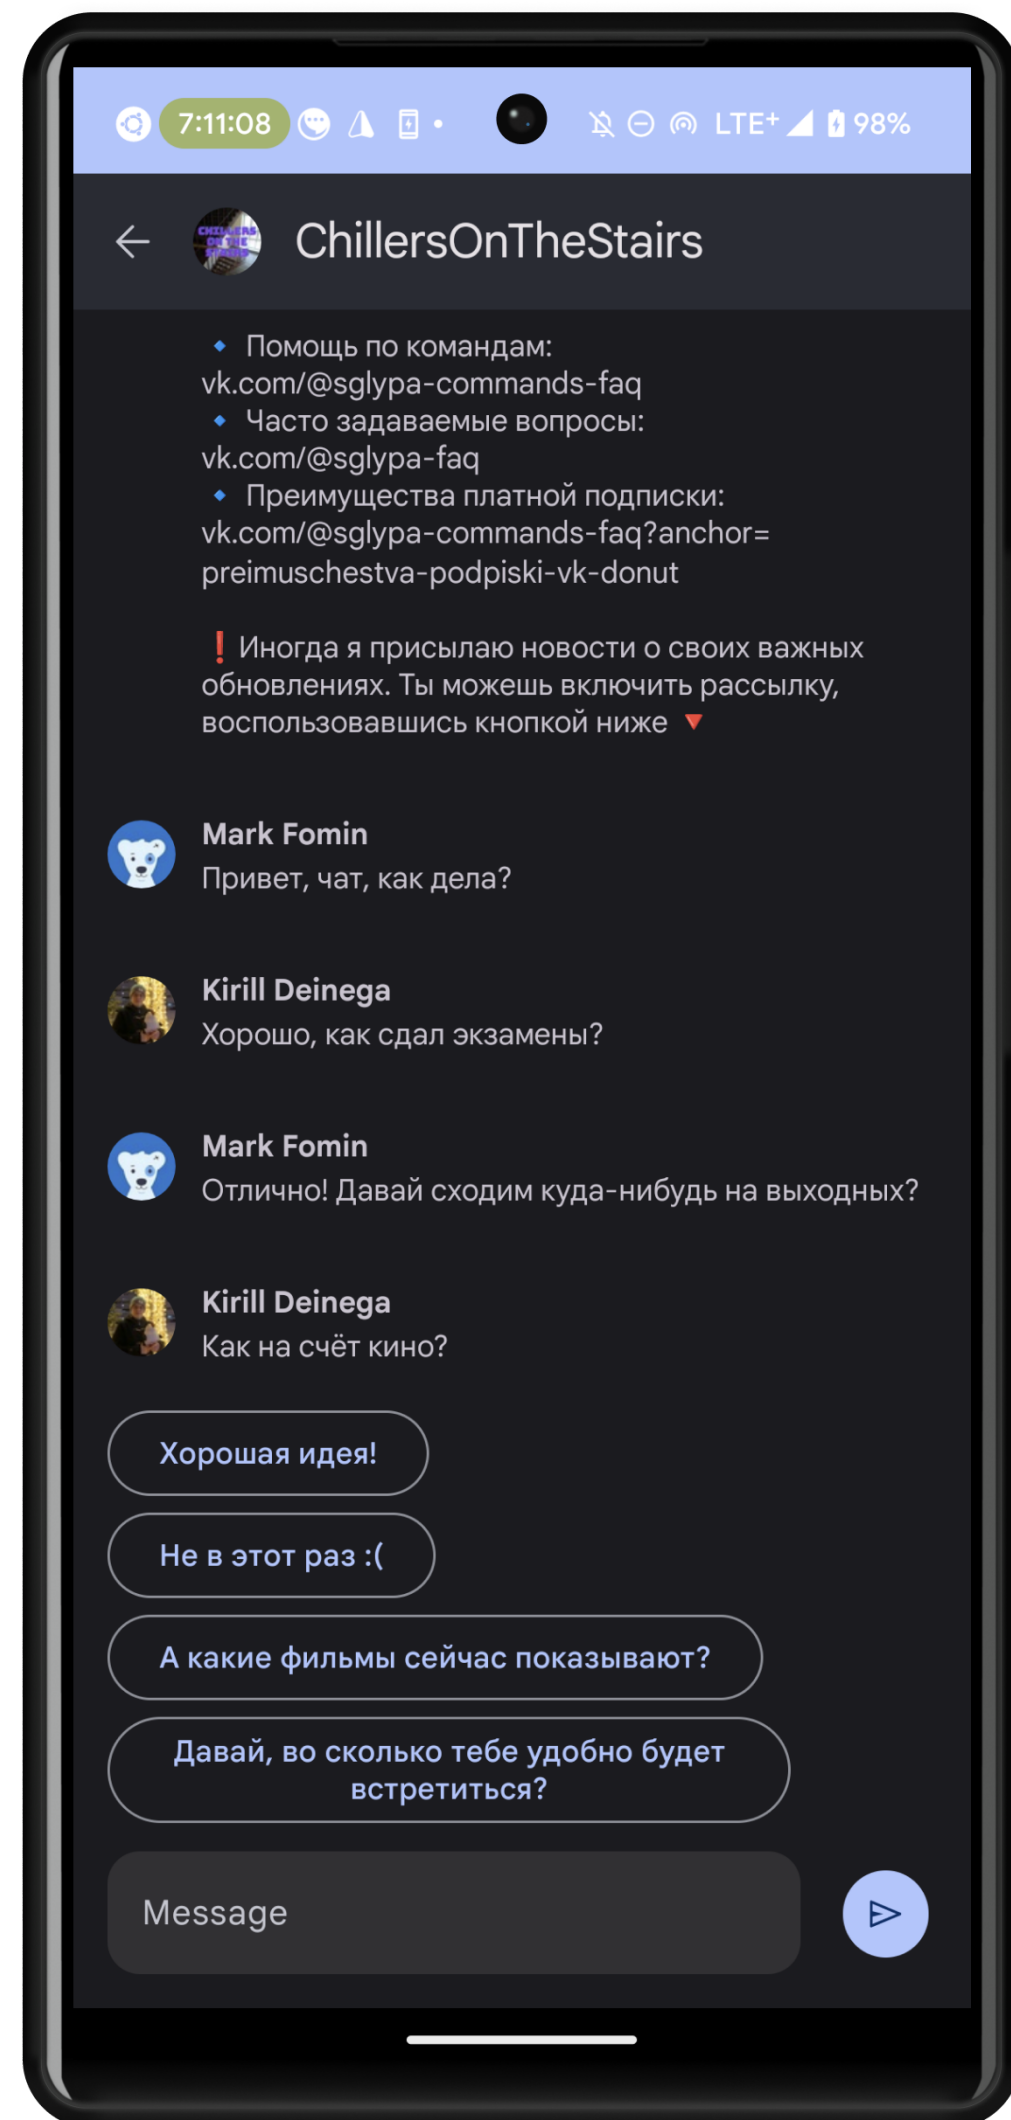 7:11:08 LTE+ 98%
CHILLERS
ON THE
STAIRS
ChillersOnTheStairs
🔹 Помощь по командам:
vk.com/@sglypa-commands-faq
🔹 Часто задаваемые вопросы:
vk.com/@sglypa-faq
🔹 Преимущества платной подписки:
vk.com/@sglypa-commands-faq?anchor=
preimuschestva-podpiski-vk-donut
❗Иногда я присылаю новости о своих важных
обновлениях. Ты можешь включить рассылку,
воспользовавшись кнопкой ниже 🔻
Mark Fomin
Привет, чат, как дела?
Kirill Deinega
Хорошо, как сдал экзамены?
Mark Fomin
Отлично! Давай сходим куда-нибудь на выходных?
Kirill Deinega
Как на счёт кино?
Хорошая идея!
Не в этот раз :(
А какие фильмы сейчас показывают?
Давай, во сколько тебе удобно будет
встретиться?
Message